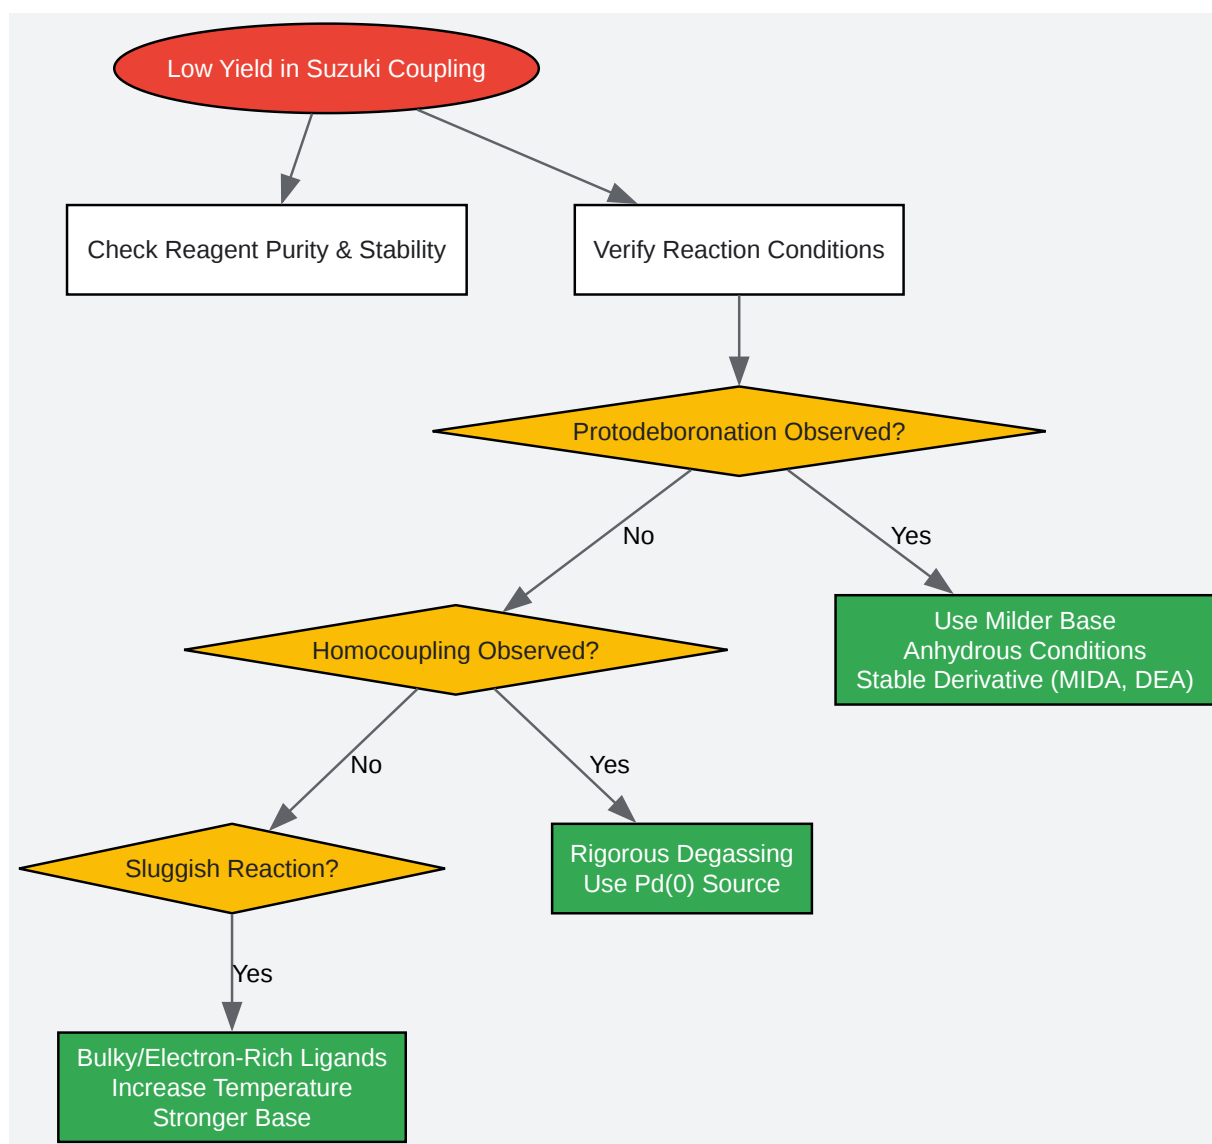 Low Yield in Suzuki Coupling
Check Reagent Purity & Stability
Verify Reaction Conditions
Protodeboronation Observed?
No
Yes
Use Milder Base
Anhydrous Conditions
Stable Derivative (MIDA, DEA)
Homocoupling Observed?
No
Yes
Rigorous Degassing
Use Pd(0) Source
Sluggish Reaction?
Yes
Bulky/Electron-Rich Ligands
Increase Temperature
Stronger Base